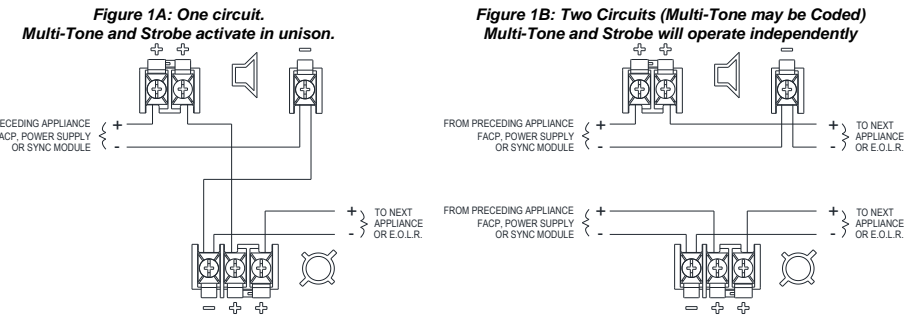 Figure 1A: One circuit.
Multi-Tone and Strobe activate in unison.
RECEDING APPLIANCE
ACP, POWER SUPPLY
OR SYNC MODULE
+
-
+
-
TO NEXT
APPLIANCE
OR E.O.L.R.
Figure 1B: Two Circuits (Multi-Tone may be Coded)
Multi-Tone and Strobe will operate independently
FROM PRECEDING APPLIANCE
FACP, POWER SUPPLY
OR SYNC MODULE
+
-
+
-
TO NEXT
APPLIANCE
OR E.O.L.R.
FROM PRECEDING APPLIANCE
FACP, POWER SUPPLY
OR SYNC MODULE
+
-
+
-
TO NEXT
APPLIANCE
OR E.O.L.R.